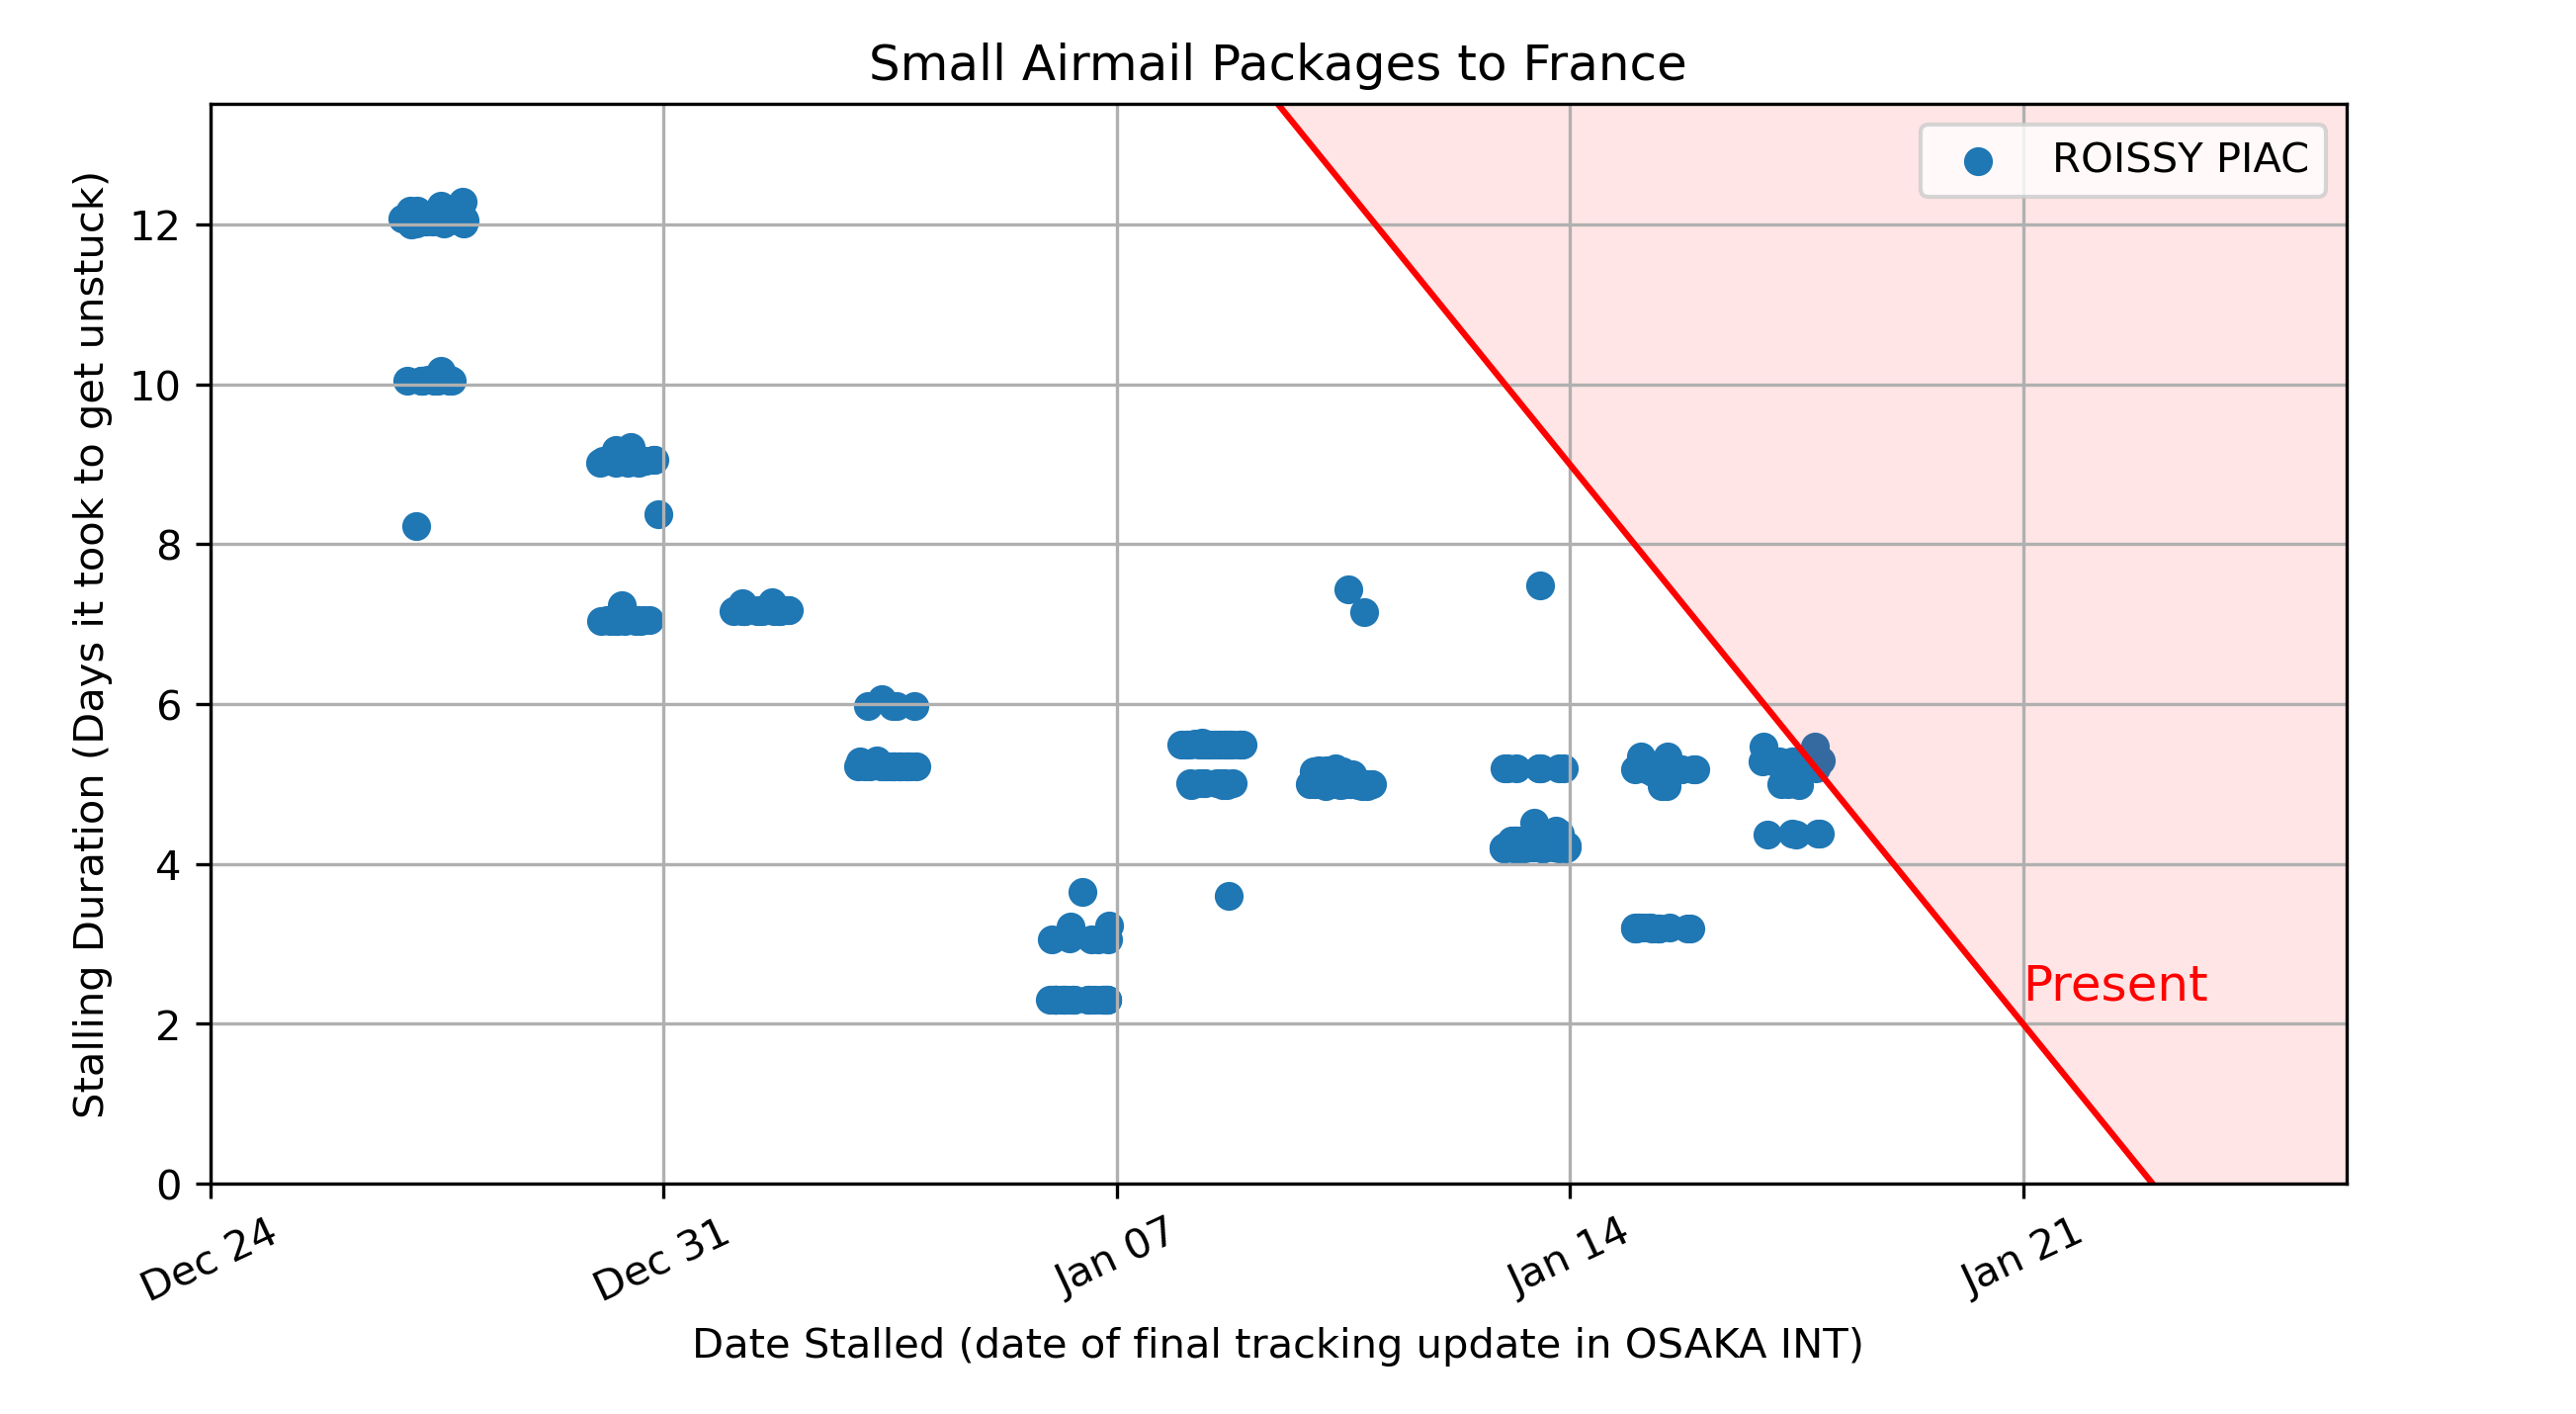 Small Airmail Packages to France
ROISSY PIAC
Stalling Duration (Days it took to get unstuck)
12
10
8
6
4
2
0
Present
Dec 24
Dec 31
Jan 07
Jan 14
Jan 21
Date Stalled (date of final tracking update in OSAKA INT)